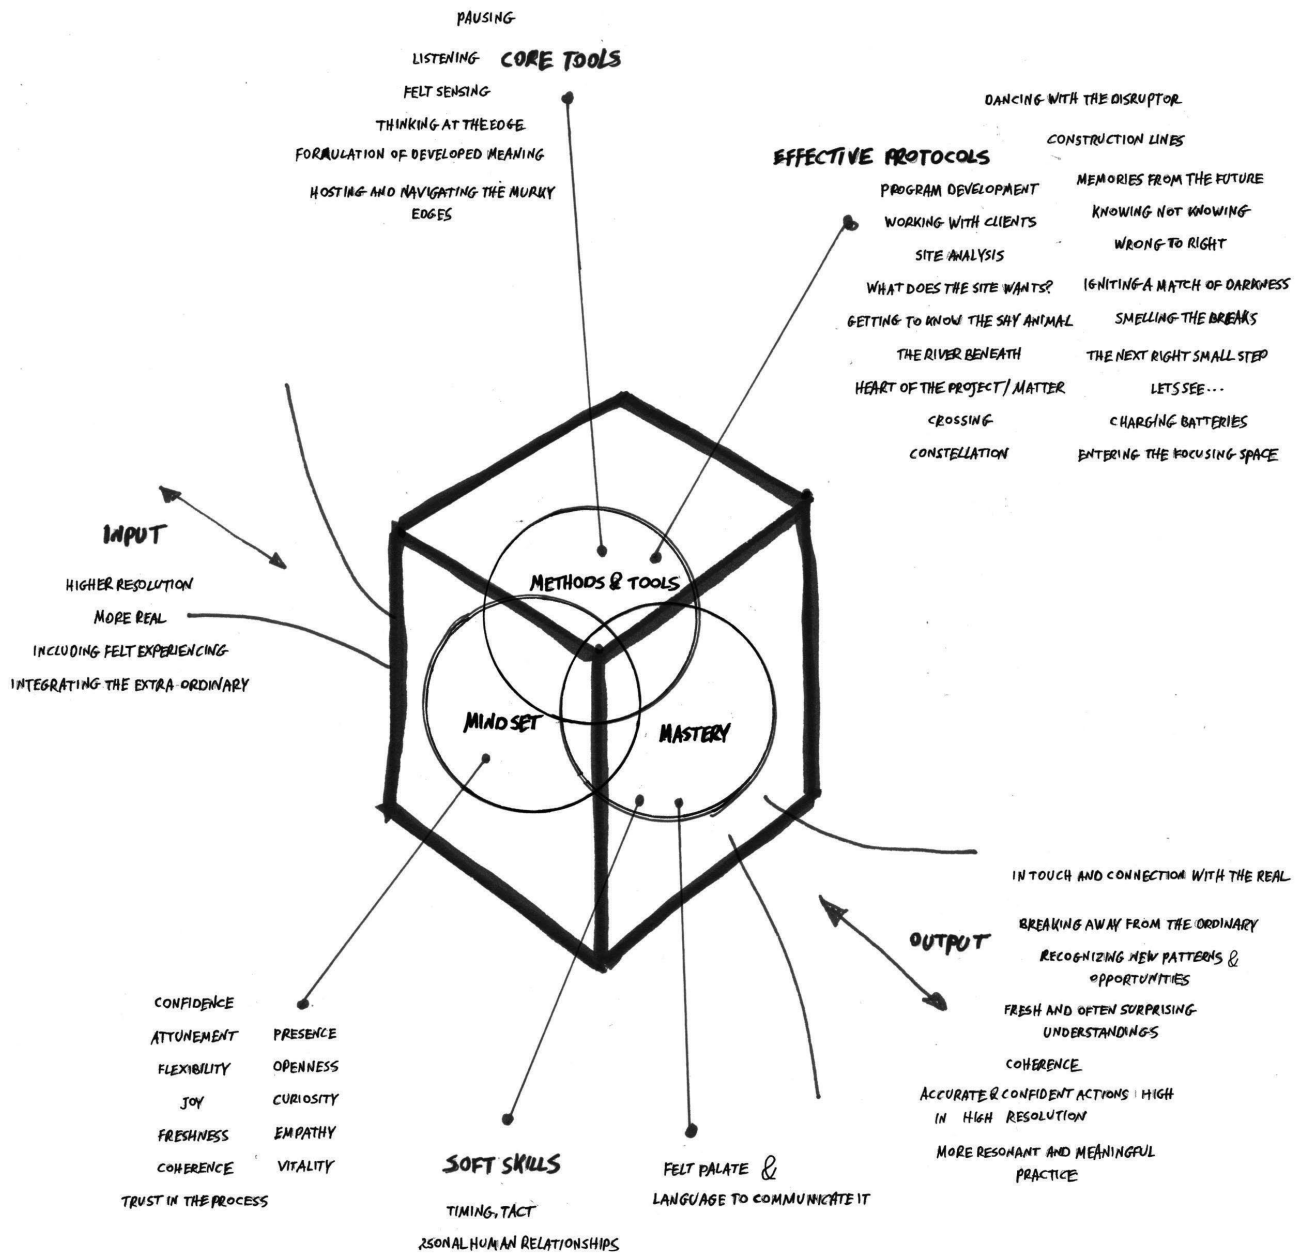 PAUSING
LISTENING
CORE TOOLS
FELT SENSING
THINKING AT THE EDGE
FORMULATION OF DEVELOPED MEANING
HOSTING AND NAVIGATING THE MURKY
EDGES
EFFECTIVE PROTOCOLS
PROGRAM DEVELOPMENT
WORKING WITH CLIENTS
SITE ANALYSIS
WHAT DOES THE SITE WANTS?
GETTING TO KNOW THE SHY ANIMAL
THE RIVER BENEATH
HEART OF THE PROJECT/MATTER
CROSSING
CONSTELLATION
DANCING WITH THE DISRUPTOR
CONSTRUCTION LINES
MEMORIES FROM THE FUTURE
KNOWING NOT KNOWING
WRONG TO RIGHT
IGNITING A MATCH OF DARKNESS
SMELLING THE BREAKS
THE NEXT RIGHT SMALL STEP
LETS SEE...
CHARGING BATTERIES
ENTERING THE FOCUSING SPACE
INPUT
HIGHER RESOLUTION
MORE REAL
INCLUDING FELT EXPERIENCING
INTEGRATING THE EXTRA-ORDINARY
METHODS & TOOLS
MINDSET
MASTERY
OUTPUT
IN TOUCH AND CONNECTION WITH THE REAL
BREAKING AWAY FROM THE ORDINARY
RECOGNIZING NEW PATTERNS &
OPPORTUNITIES
FRESH AND OFTEN SURPRISING
UNDERSTANDINGS
COHERENCE
ACCURATE & CONFIDENT ACTIONS : HIGH
IN HIGH RESOLUTION
MORE RESONANT AND MEANINGFUL
PRACTICE
CONFIDENCE
ATTUNEMENT
FLEXIBILITY
JOY
FRESHNESS
COHERENCE
TRUST IN THE PROCESS
PRESENCE
OPENNESS
CURIOSITY
EMPATHY
VITALITY
SOFT SKILLS
TIMING, TACT
HUMAN RELATIONSHIPS
FELT PALATE &
LANGUAGE TO COMMUNICATE IT